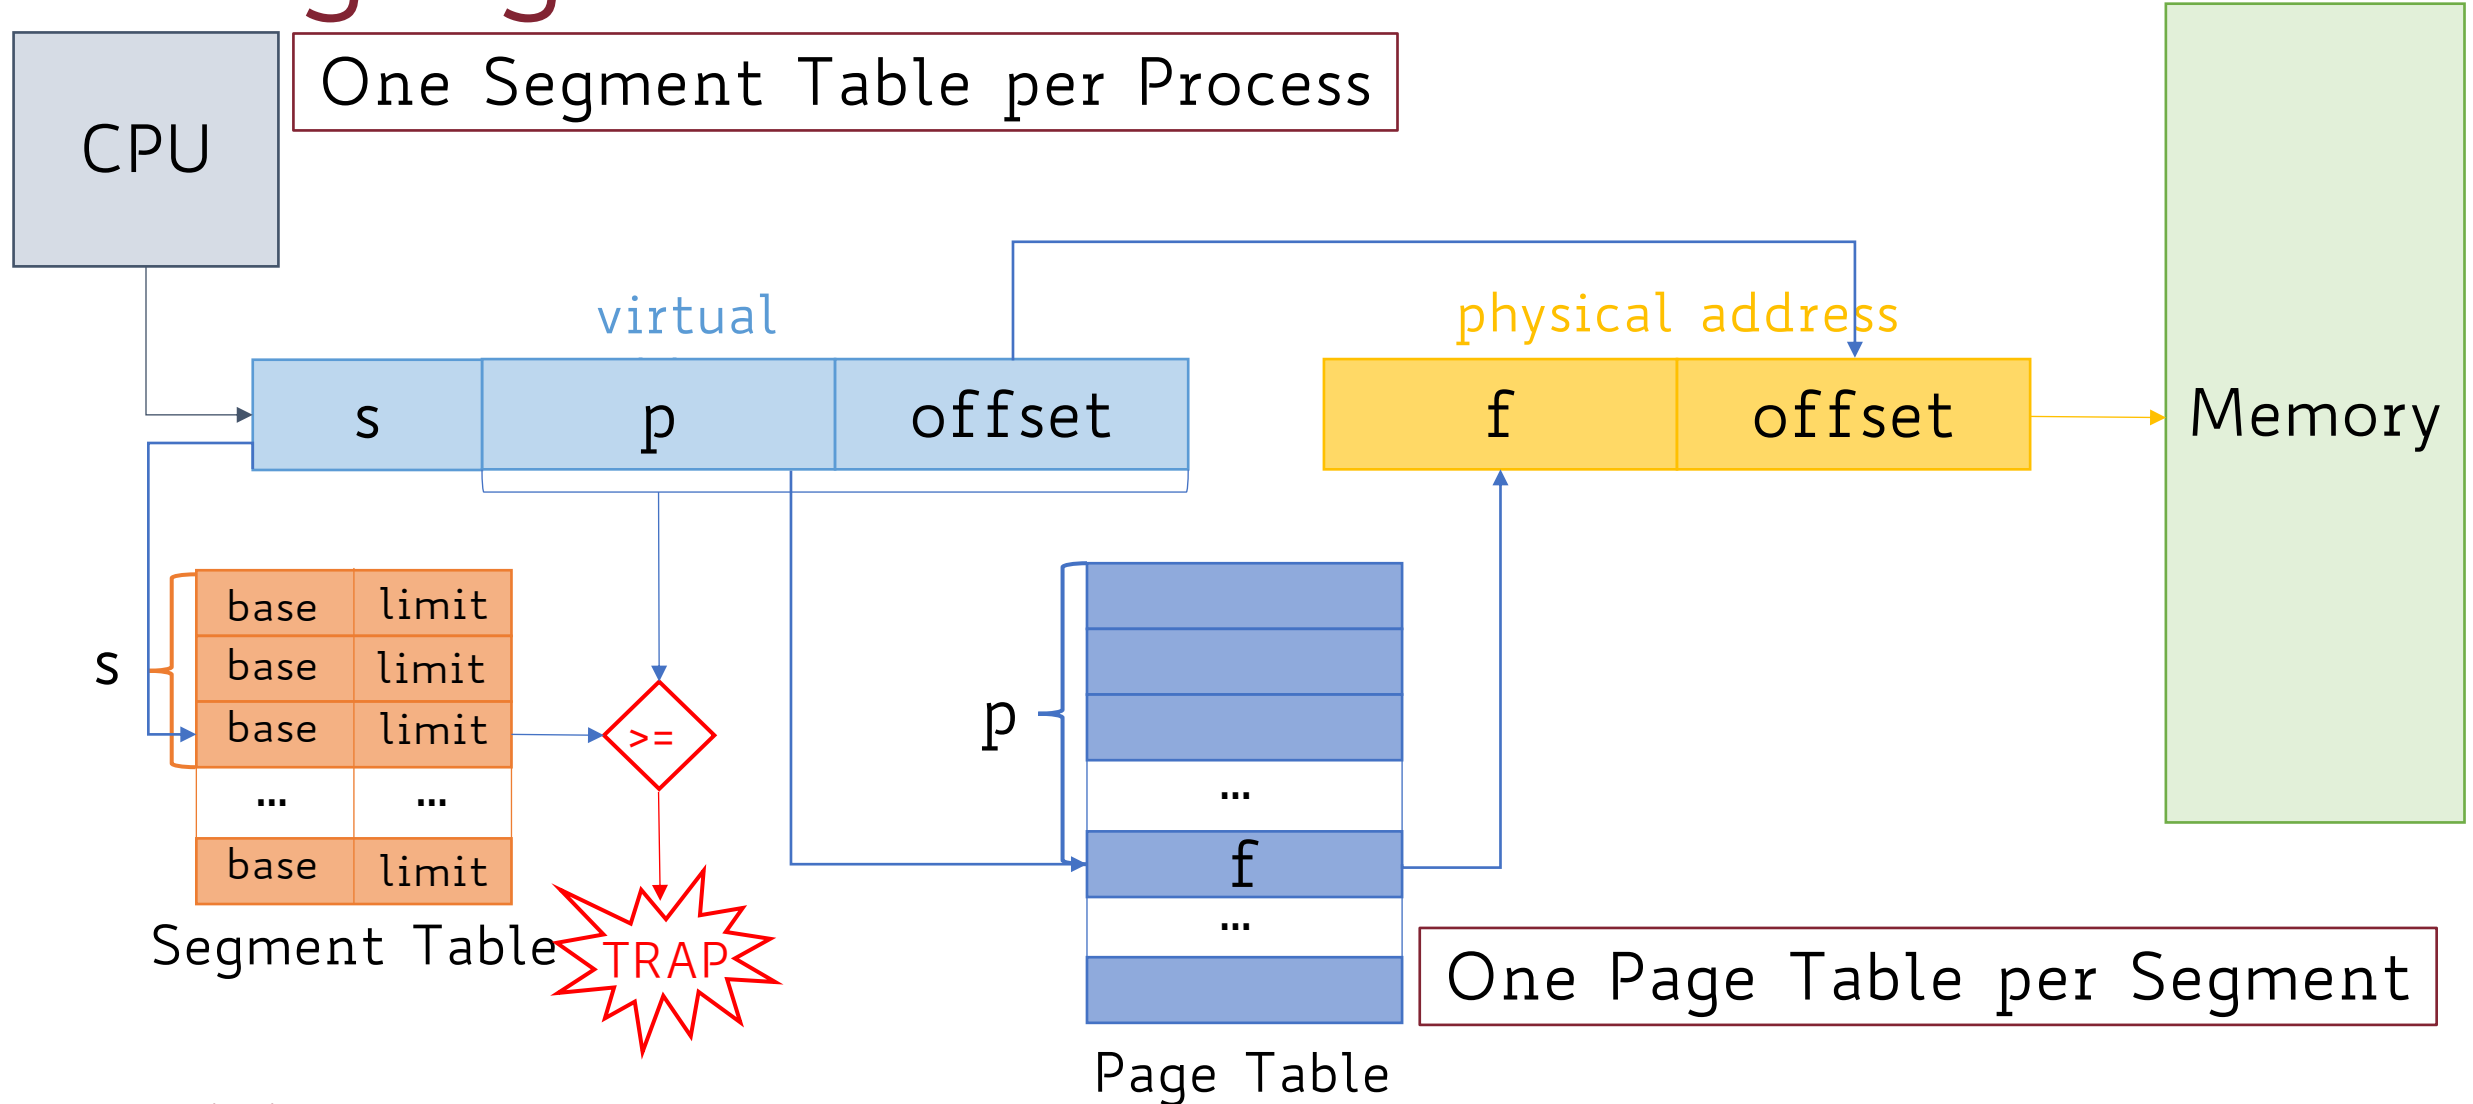 One Segment Table per Process
CPU
virtual
physical address
s
p
offset
f
offset
Memory
base limit
base limit
s
base limit
>=
… …
base limit
Segment Table
TRAP
p
…
f
…
One Page Table per Segment
Page Table